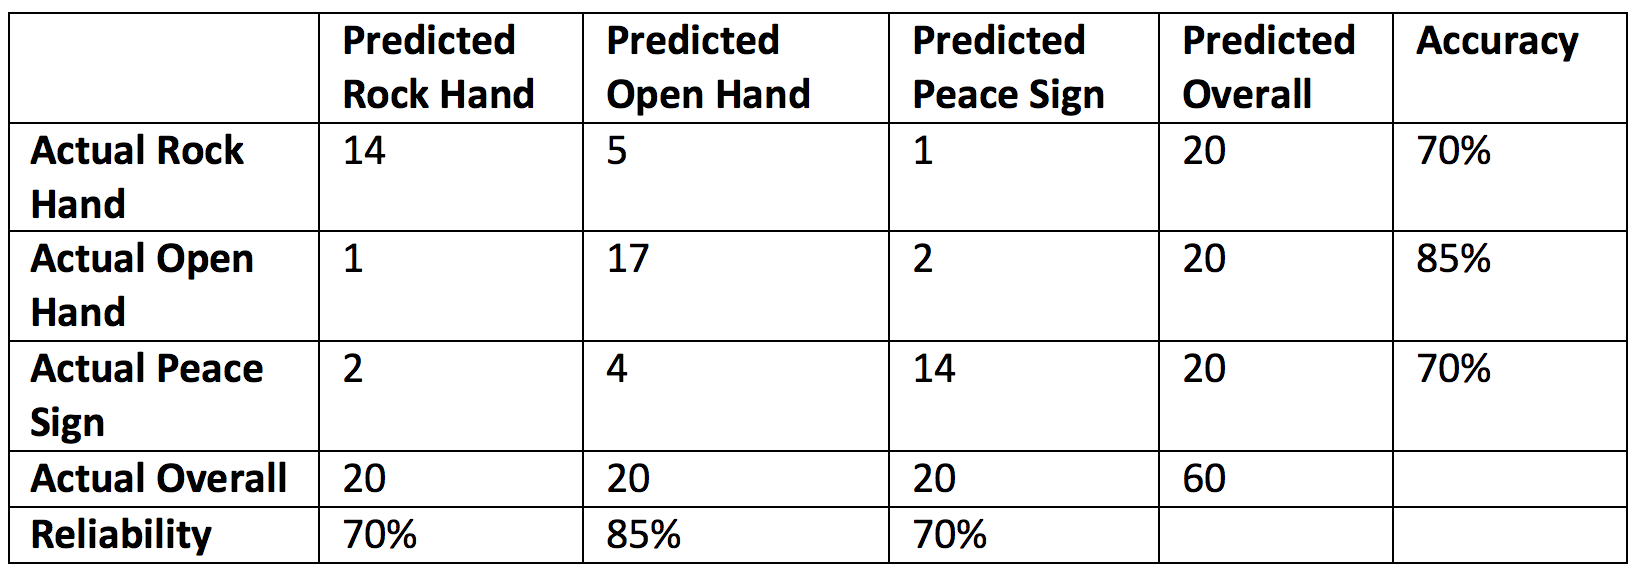 Predicted Rock Hand	Predicted Open Hand	Predicted Peace Sign	Predicted Overall	Accuracy
Actual Rock Hand	14	5	1	20	70%
Actual Open Hand	1	17	2	20	85%
Actual Peace Sign	2	4	14	20	70%
Actual Overall	20	20	20	60
Reliability	70%	85%	70%